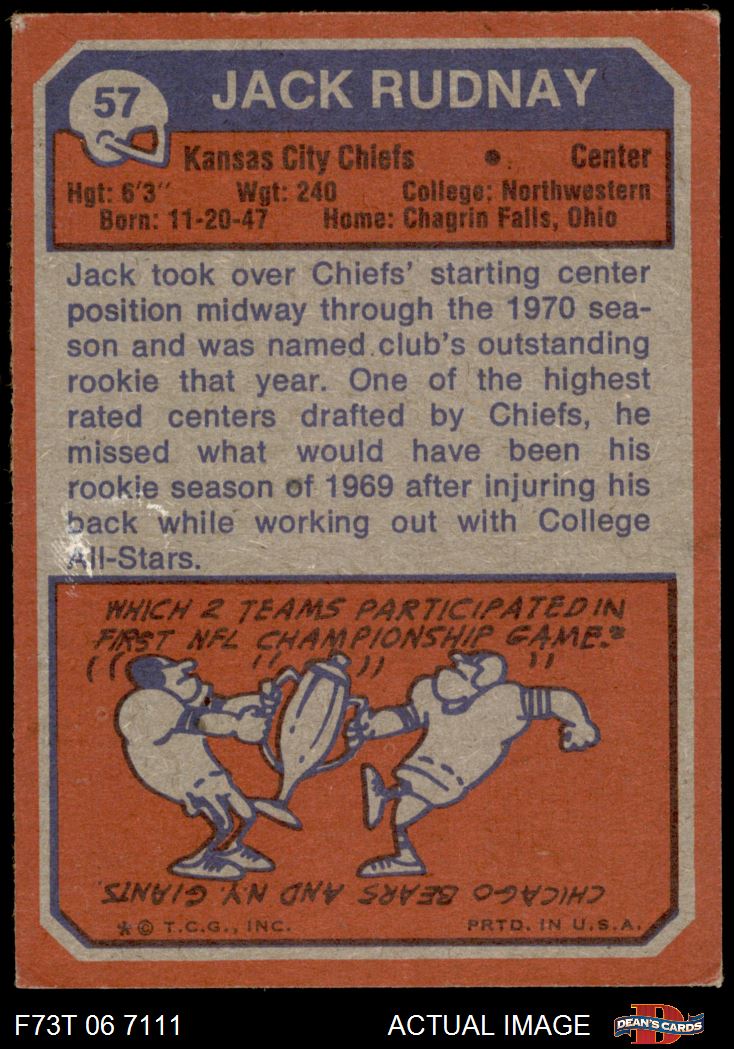 57
JACK RUDNAY
Kansas City Chiefs • Center
Hgt: 6'3" Wgt: 240 College: Northwestern
Born: 11-20-47 Home: Chagrin Falls, Ohio
Jack took over Chiefs' starting center
position midway through the 1970 sea-
son and was named club's outstanding
rookie that year. One of the highest
rated centers drafted by Chiefs, he
missed what would have been his
rookie season of 1969 after injuring his
back while working out with College
All-Stars.
WHICH 2 TEAMS PARTICIPATED IN
FIRST NFL CHAMPIONSHIP GAME?
CHICAGO BEARS AND N.Y. GIANTS.
*© T.C.G., INC. PRTD. IN U.S.A.
F73T 06 7111 ACTUAL IMAGE DEAN'S CARDS